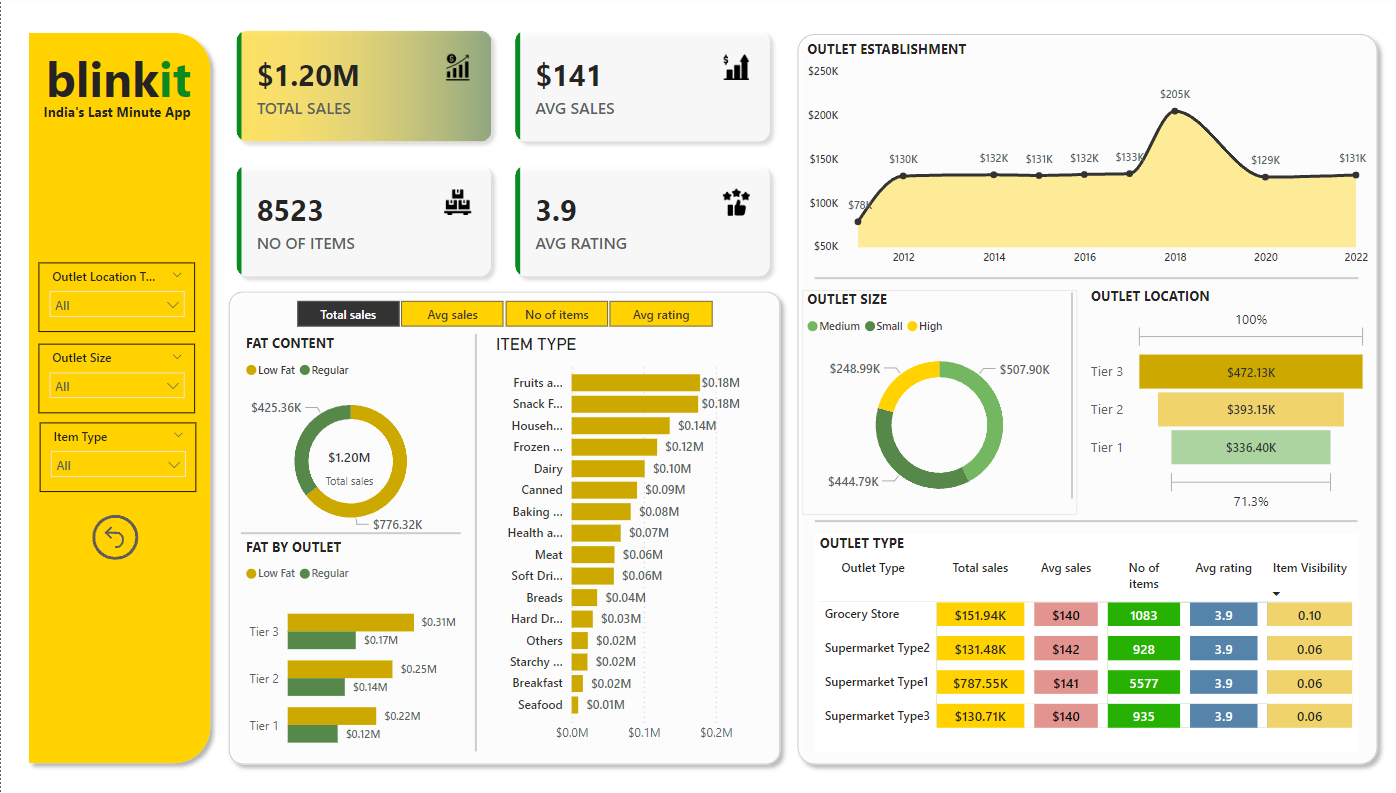 blinkit
India's Last Minute App
Outlet Location T...
All
Outlet Size
All
Item Type
All
$1.20M
TOTAL SALES
$141
AVG SALES
8523
NO OF ITEMS
3.9
AVG RATING
Total sales
Avg sales
No of items
Avg rating
FAT CONTENT
Low Fat
Regular
$425.36K
$1.20M
Total sales
$776.32K
FAT BY OUTLET
Low Fat
Regular
Tier 3
$0.31M
$0.17M
Tier 2
$0.25M
$0.14M
Tier 1
$0.22M
$0.12M
ITEM TYPE
Fruits a... $0.18M
Snack F... $0.18M
Househ... $0.14M
Frozen ... $0.12M
Dairy $0.10M
Canned $0.09M
Baking ... $0.08M
Health a... $0.07M
Meat $0.06M
Soft Dri... $0.06M
Breads $0.04M
Hard Dr... $0.03M
Others $0.02M
Starchy ... $0.02M
Breakfast $0.02M
Seafood $0.01M
$0.0M $0.1M $0.2M
OUTLET ESTABLISHMENT
$250K
$200K
$150K
$100K
$50K
$78K
$130K
$132K
$131K
$132K
$133K
$205K
$129K
$131K
2012 2014 2016 2018 2020 2022
OUTLET SIZE
Medium Small High
$248.99K
$507.90K
$444.79K
OUTLET LOCATION
100%
Tier 3 $472.13K
Tier 2 $393.15K
Tier 1 $336.40K
71.3%
OUTLET TYPE
Outlet Type Total sales Avg sales No of items Avg rating Item Visibility
Grocery Store $151.94K $140 1083 3.9 0.10
Supermarket Type2 $131.48K $142 928 3.9 0.06
Supermarket Type1 $787.55K $141 5577 3.9 0.06
Supermarket Type3 $130.71K $140 935 3.9 0.06